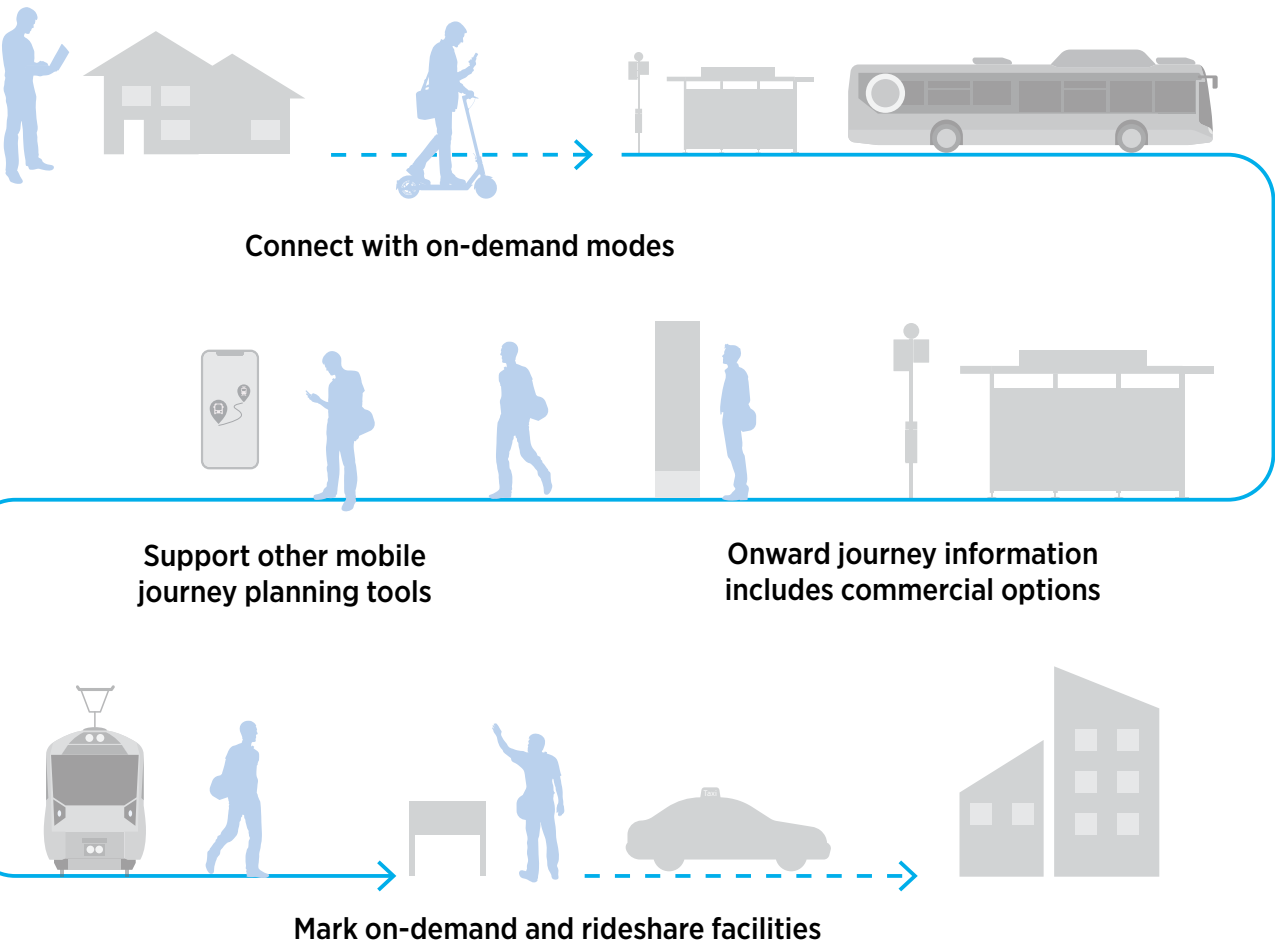 Connect with on-demand modes
Support other mobile
journey planning tools
Onward journey information
includes commercial options
Taxi
Mark on-demand and rideshare facilities